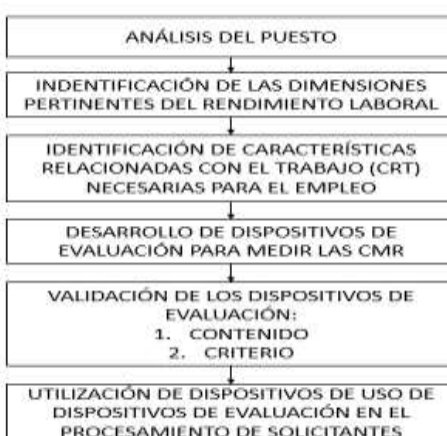 ANÁLISIS DEL PUESTO
INDENTIFICACIÓN DE LAS DIMENSIONES
PERTINENTES DEL RENDIMIENTO LABORAL
IDENTIFICACIÓN DE CARACTERÍSTICAS
RELACIONADAS CON EL TRABAJO (CRT)
NECESARIAS PARA EL EMPLEO
DESARROLLO DE DISPOSITIVOS DE
EVALUACIÓN PARA MEDIR LAS CMR
VALIDACIÓN DE LOS DISPOSITIVOS DE
EVALUACIÓN:
1. CONTENIDO
2. CRITERIO
UTILIZACIÓN DE DISPOSITIVOS DE USO DE
DISPOSITIVOS DE EVALUACIÓN EN EL
PROCESAMIENTO DE SOLICITANTES